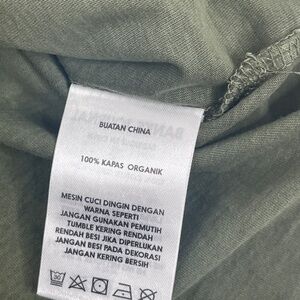 BUATAN CHINA
100% KAPAS ORGANIK
MESIN CUCI DINGIN DENGAN
WARNA SEPERTI
JANGAN GUNAKAN PEMUTIH
TUMBLE KERING RENDAH
RENDAH BESI JIKA DIPERLUKAN
JANGAN BESI PADA DEKORASI
JANGAN KERING BERSIH